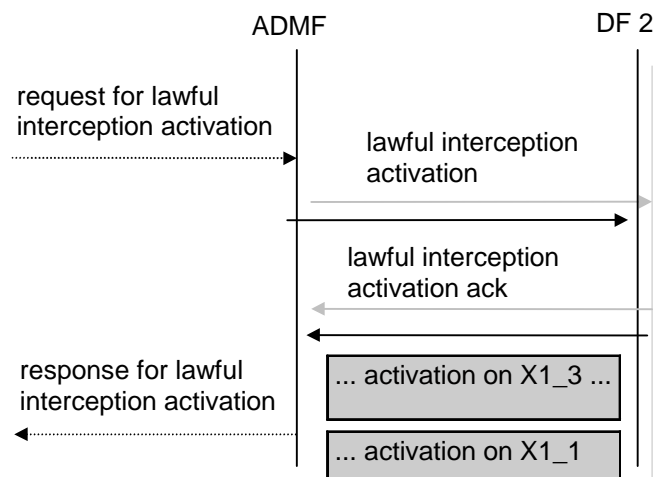 ADMF
DF 2
request for lawful
interception activation
lawful interception
activation
lawful interception
activation ack
response for lawful
interception activation
... activation on X1_3 ...
... activation on X1_1